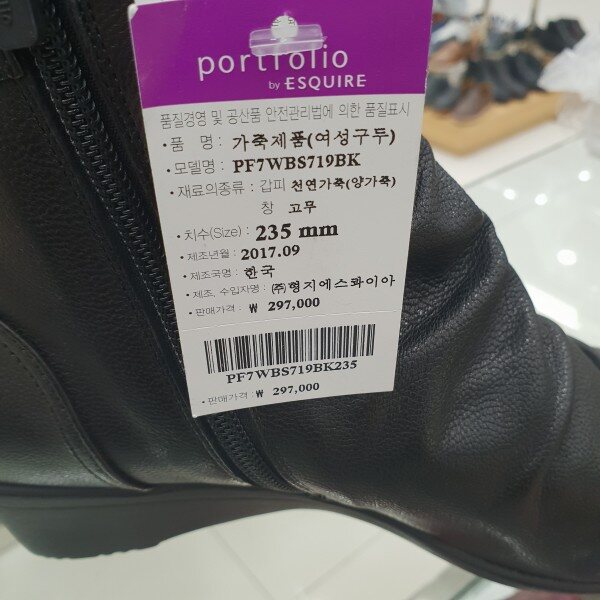 portfolio
by ESQUIRE
품질경영 및 공산품 안전관리법에 의한 품질표시
• 품 명 : 가죽제품(여성구두)
• 모델명 : PF7WBS719BK
• 재료의종류 : 갑피 천연가죽(양가죽)
창 고무
• 치수(Size) : 235 mm
• 제조년월 : 2017.09
• 제조국명 : 한국
• 제조, 수입자명 : (주)형지에스콰이아
• 판매가격 : ₩ 297,000
PF7WBS719BK235
• 판매가격 : ₩ 297,000